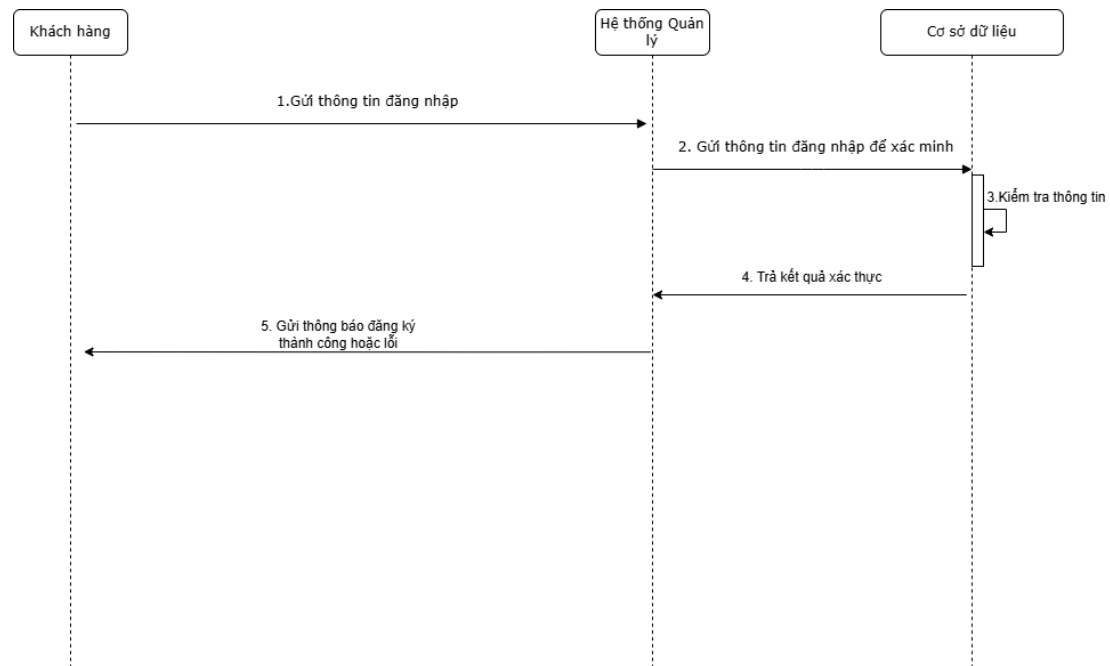 Khách hàng
Hệ thống Quản
lý
Cơ sở dữ liệu
1.Gửi thông tin đăng nhập
2. Gửi thông tin đăng nhập để xác minh
3.Kiểm tra thông tin
4. Trả kết quả xác thực
5. Gửi thông báo đăng ký
thành công hoặc lỗi